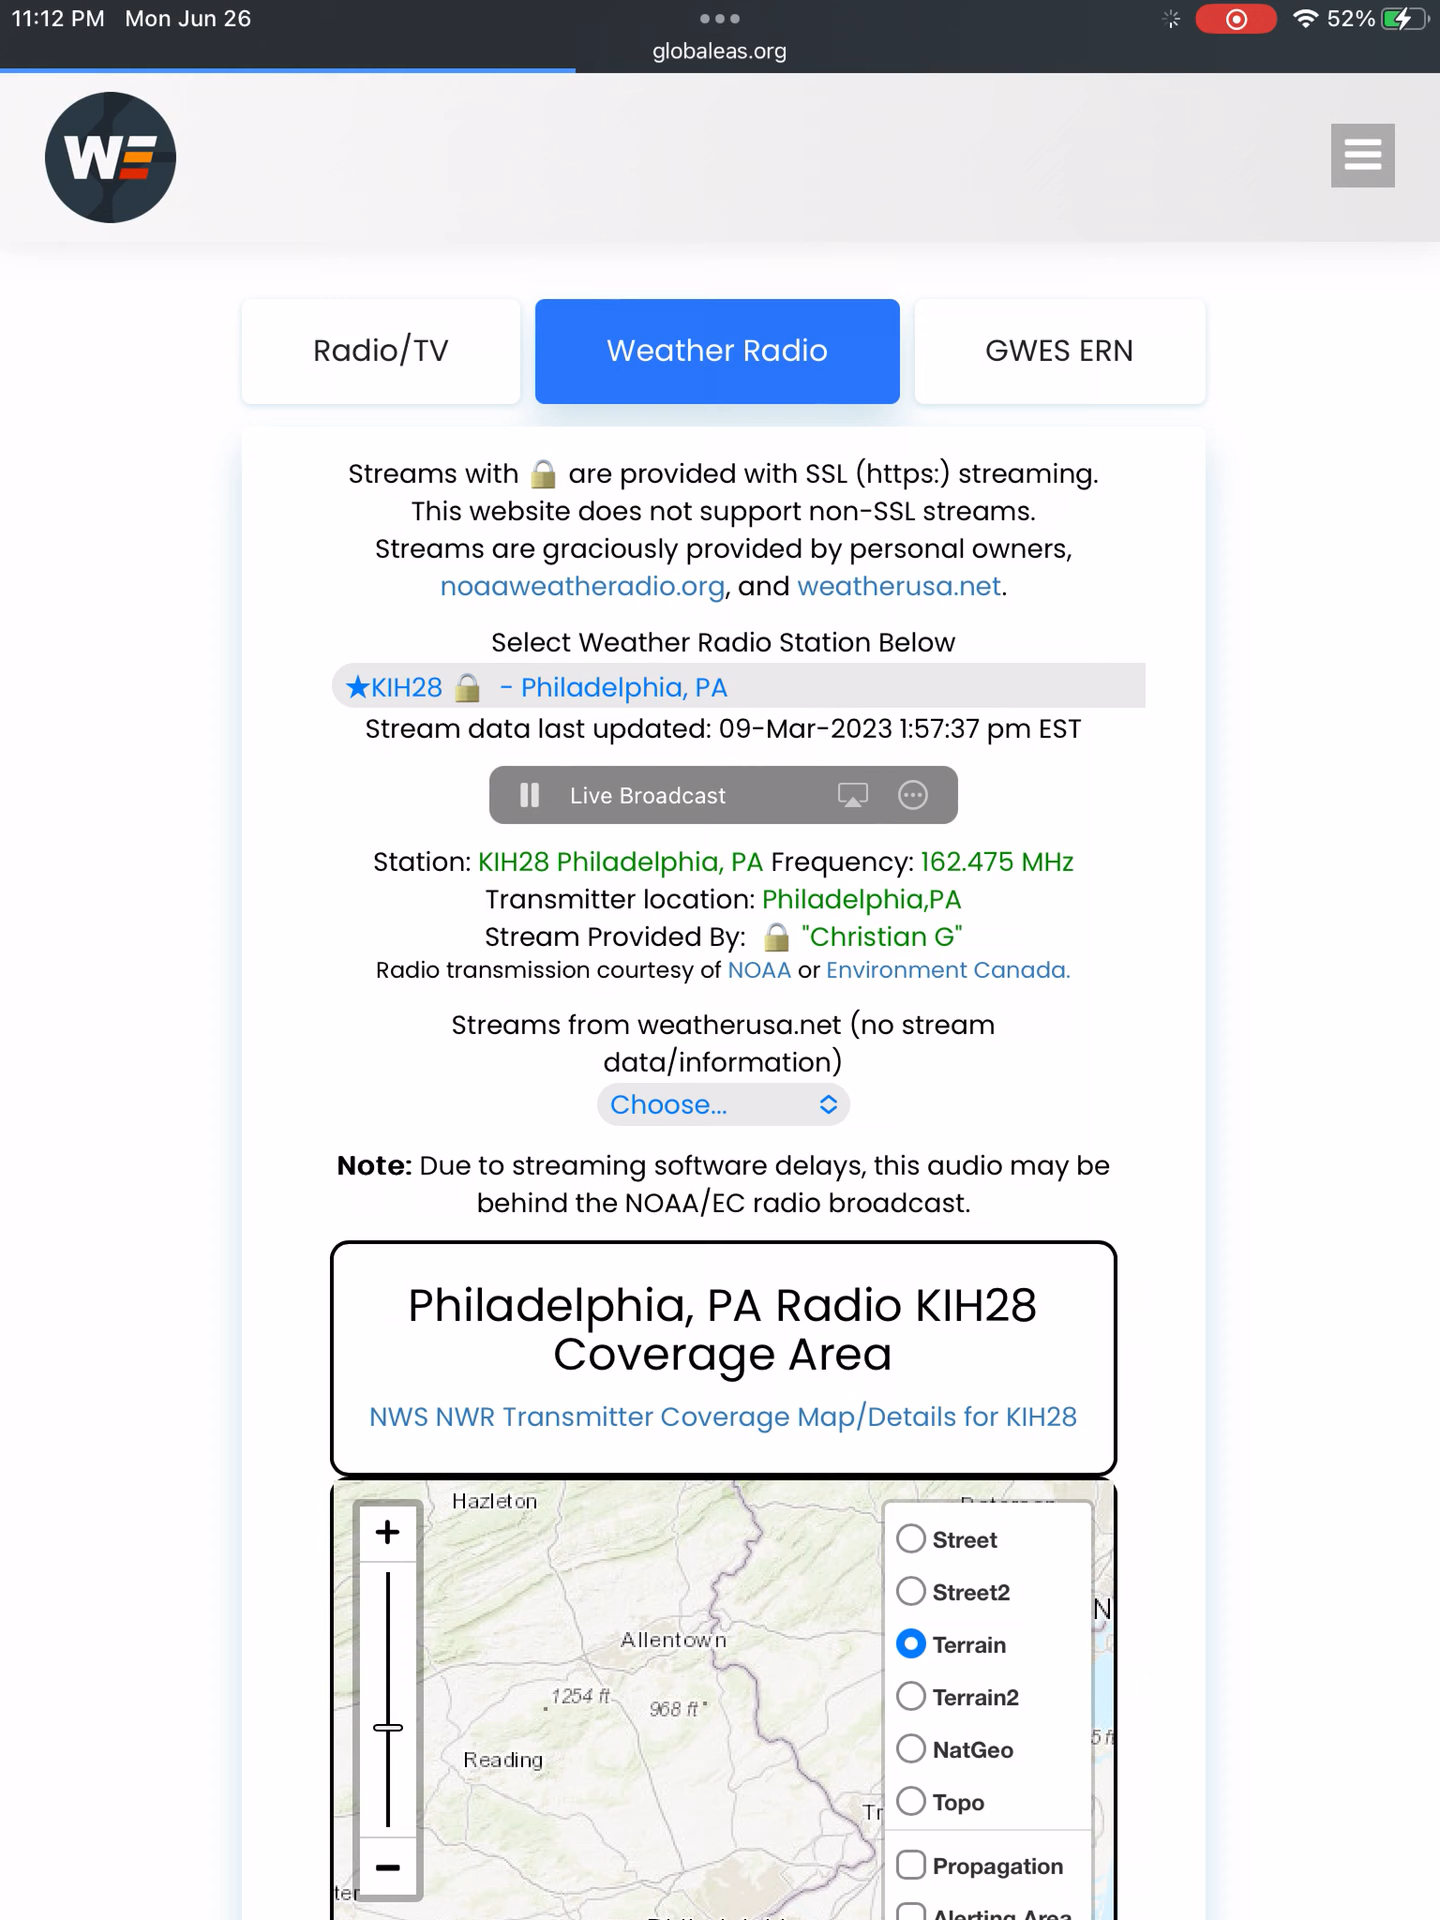 11:12 PM Mon Jun 26
52%
globaleas.org
WE
Radio/TV
Weather Radio
GWES ERN
Streams with 🔒 are provided with SSL (https:) streaming.
This website does not support non-SSL streams.
Streams are graciously provided by personal owners,
noaaweatheradio.org, and weatherusa.net.
Select Weather Radio Station Below
★KIH28 🔒 - Philadelphia, PA
Stream data last updated: 09-Mar-2023 1:57:37 pm EST
Live Broadcast
Station: KIH28 Philadelphia, PA Frequency: 162.475 MHz
Transmitter location: Philadelphia,PA
Stream Provided By: 🔒 "Christian G"
Radio transmission courtesy of NOAA or Environment Canada.
Streams from weatherusa.net (no stream
data/information)
Choose...
Note: Due to streaming software delays, this audio may be
behind the NOAA/EC radio broadcast.
Philadelphia, PA Radio KIH28
Coverage Area
NWS NWR Transmitter Coverage Map/Details for KIH28
Hazleton
+
Street
Street2
N
Allentown
Terrain
1254 ft
968 ft
Terrain2
5 ft
NatGeo
Reading
Topo
Tr
Propagation
−
ter
Alerting Area